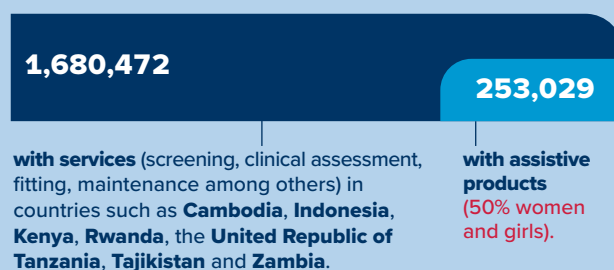 1,680,472
253,029
with services (screening, clinical assessment,
fitting, maintenance among others) in
countries such as Cambodia, Indonesia,
Kenya, Rwanda, the United Republic of
Tanzania, Tajikistan and Zambia.
with assistive
products
(50% women
and girls).